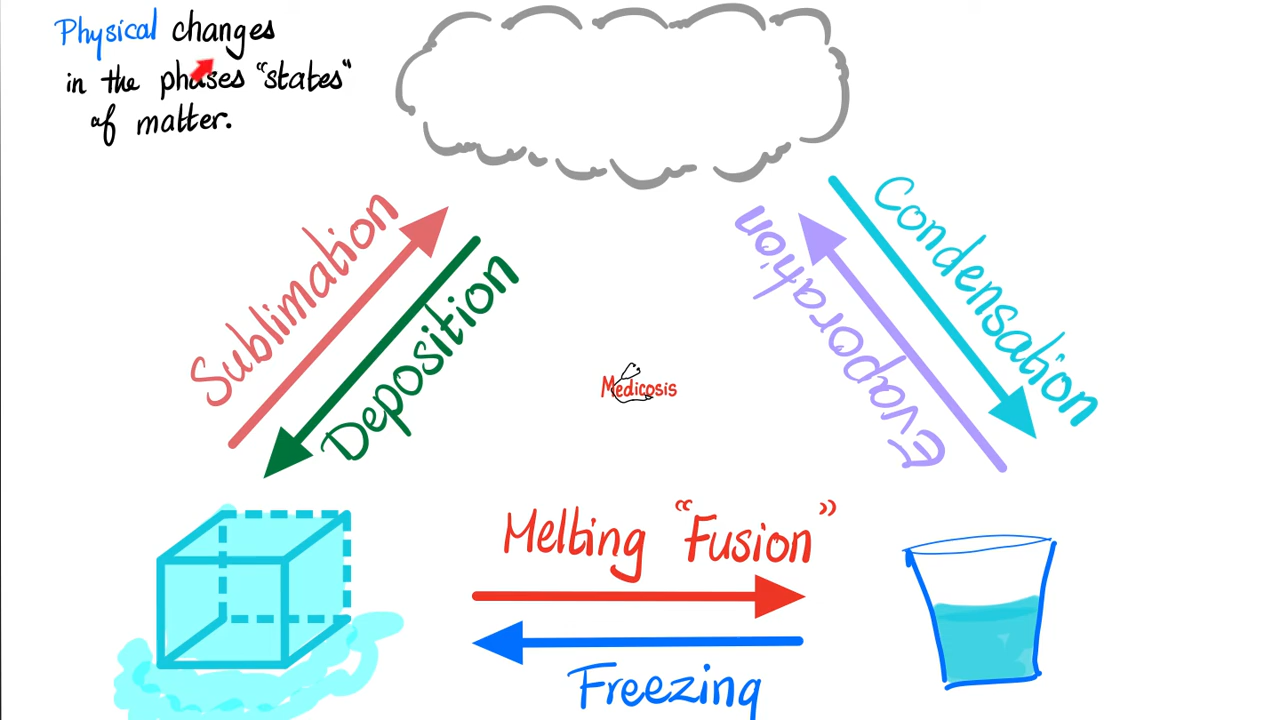 Physical changes
in the phases "states"
of matter.
Sublimation
Deposition
Condensation
Evaporation
Medicosis
Melting "Fusion"
Freezing